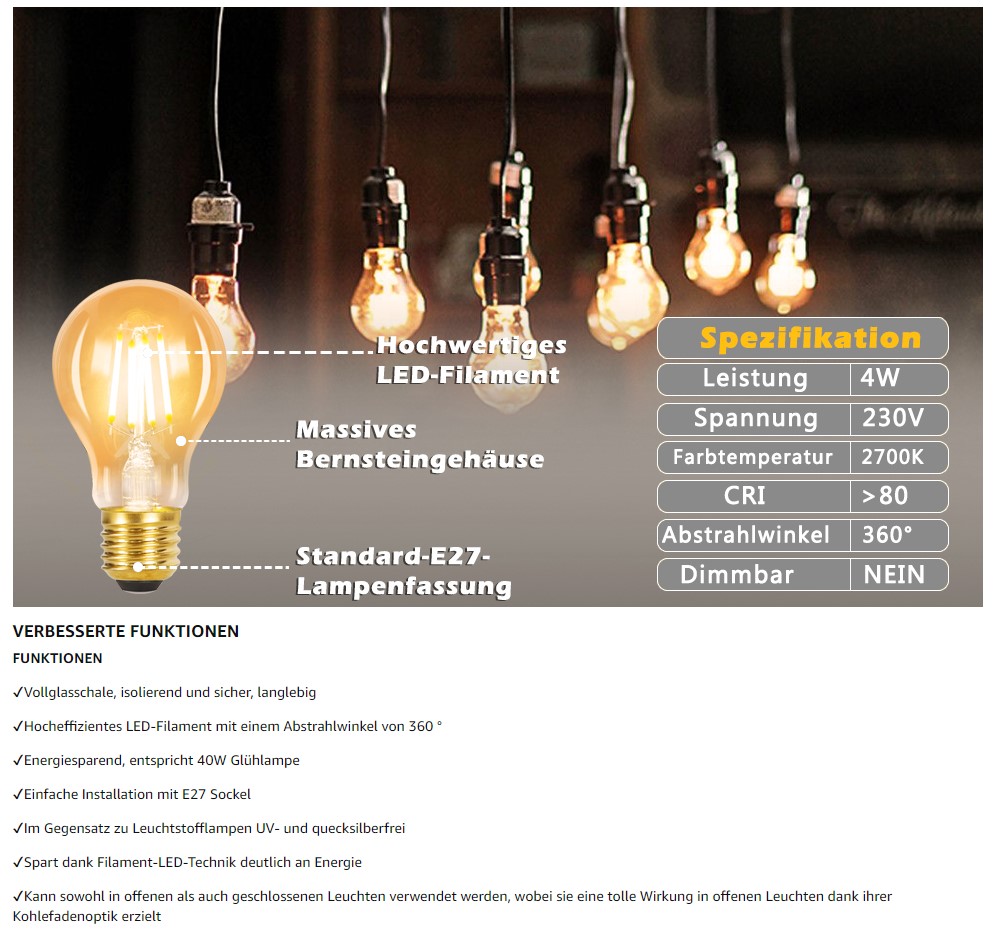 Hochwertiges
LED-Filament
Massives
Bernsteingehäuse
Standard-E27-
Lampenfassung
Spezifikation
Leistung 4W
Spannung 230V
Farbtemperatur 2700K
CRI >80
Abstrahlwinkel 360°
Dimmbar NEIN
VERBESSERTE FUNKTIONEN
FUNKTIONEN
✓Vollglasschale, isolierend und sicher, langlebig
✓Hocheffizientes LED-Filament mit einem Abstrahlwinkel von 360 °
✓Energiesparend, entspricht 40W Glühlampe
✓Einfache Installation mit E27 Sockel
✓Im Gegensatz zu Leuchtstofflampen UV- und quecksilberfrei
✓Spart dank Filament-LED-Technik deutlich an Energie
✓Kann sowohl in offenen als auch geschlossenen Leuchten verwendet werden, wobei sie eine tolle Wirkung in offenen Leuchten dank ihrer
Kohlefadenoptik erzielt